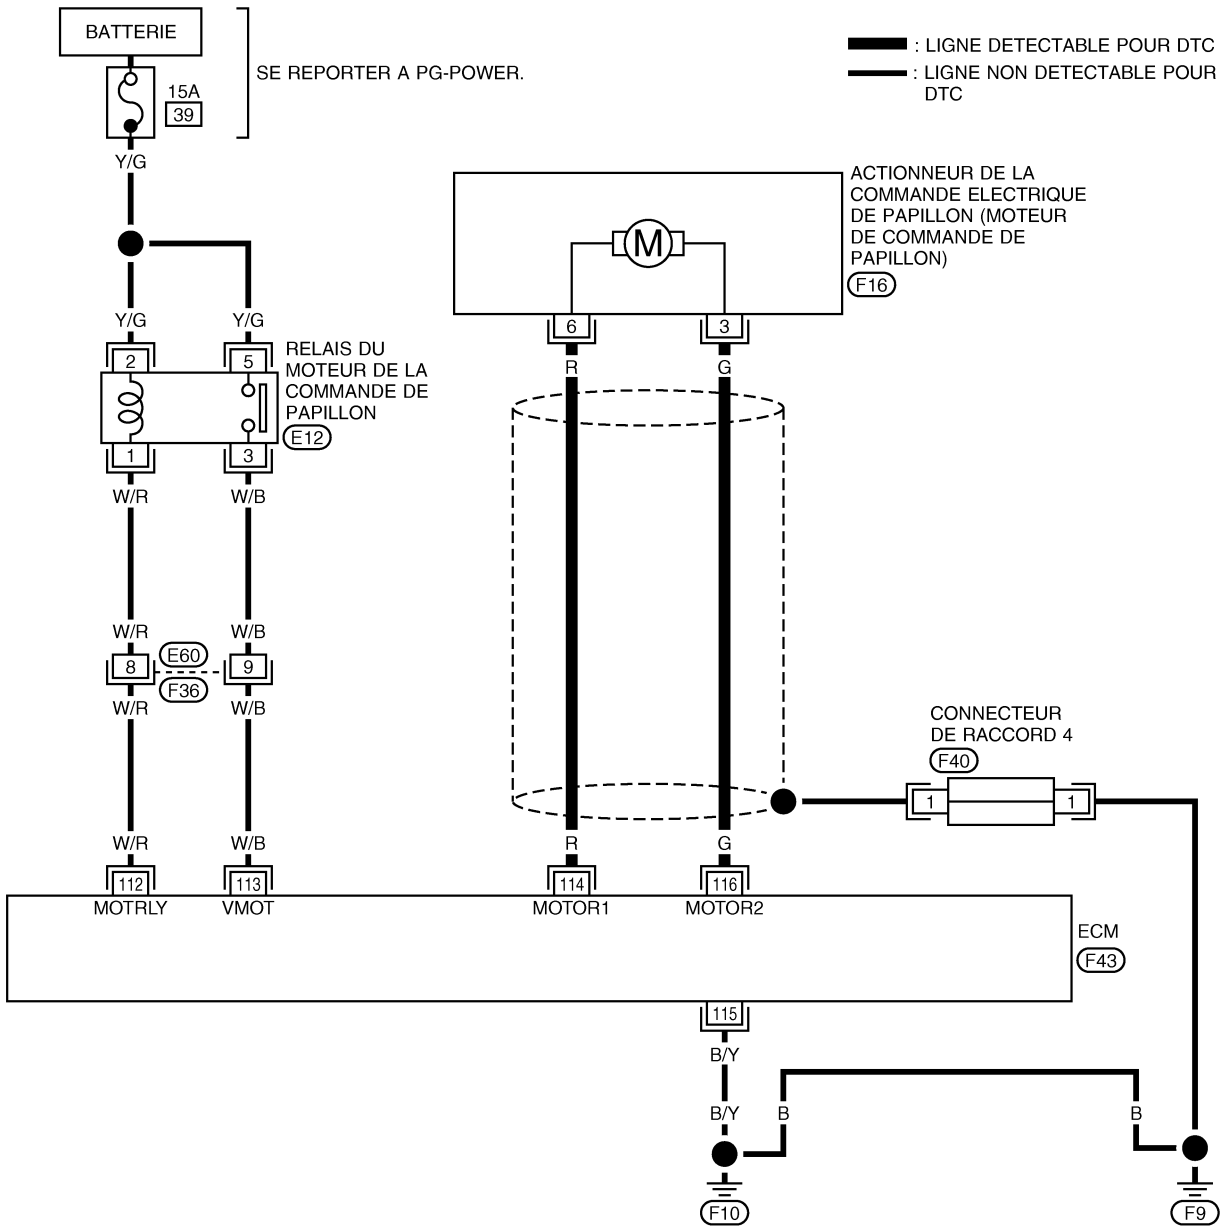 BATTERIE
15A
39
SE REPORTER A PG-POWER.
: LIGNE DETECTABLE POUR DTC
: LIGNE NON DETECTABLE POUR
DTC
Y/G
ACTIONNEUR DE LA
COMMANDE ELECTRIQUE
DE PAPILLON (MOTEUR
DE COMMANDE DE
PAPILLON)
F16
M
6 3
R G
Y/G Y/G
2 5
RELAIS DU
MOTEUR DE LA
COMMANDE DE
PAPILLON
E12
1 3
W/R W/B
W/R W/B
8 E60 9
F36
W/R W/B
CONNECTEUR
DE RACCORD 4
F40
1 1
W/R W/B R G
112 113 114 116
MOTRLY VMOT MOTOR1 MOTOR2
ECM
F43
115
B/Y
B/Y B B
F10 F9